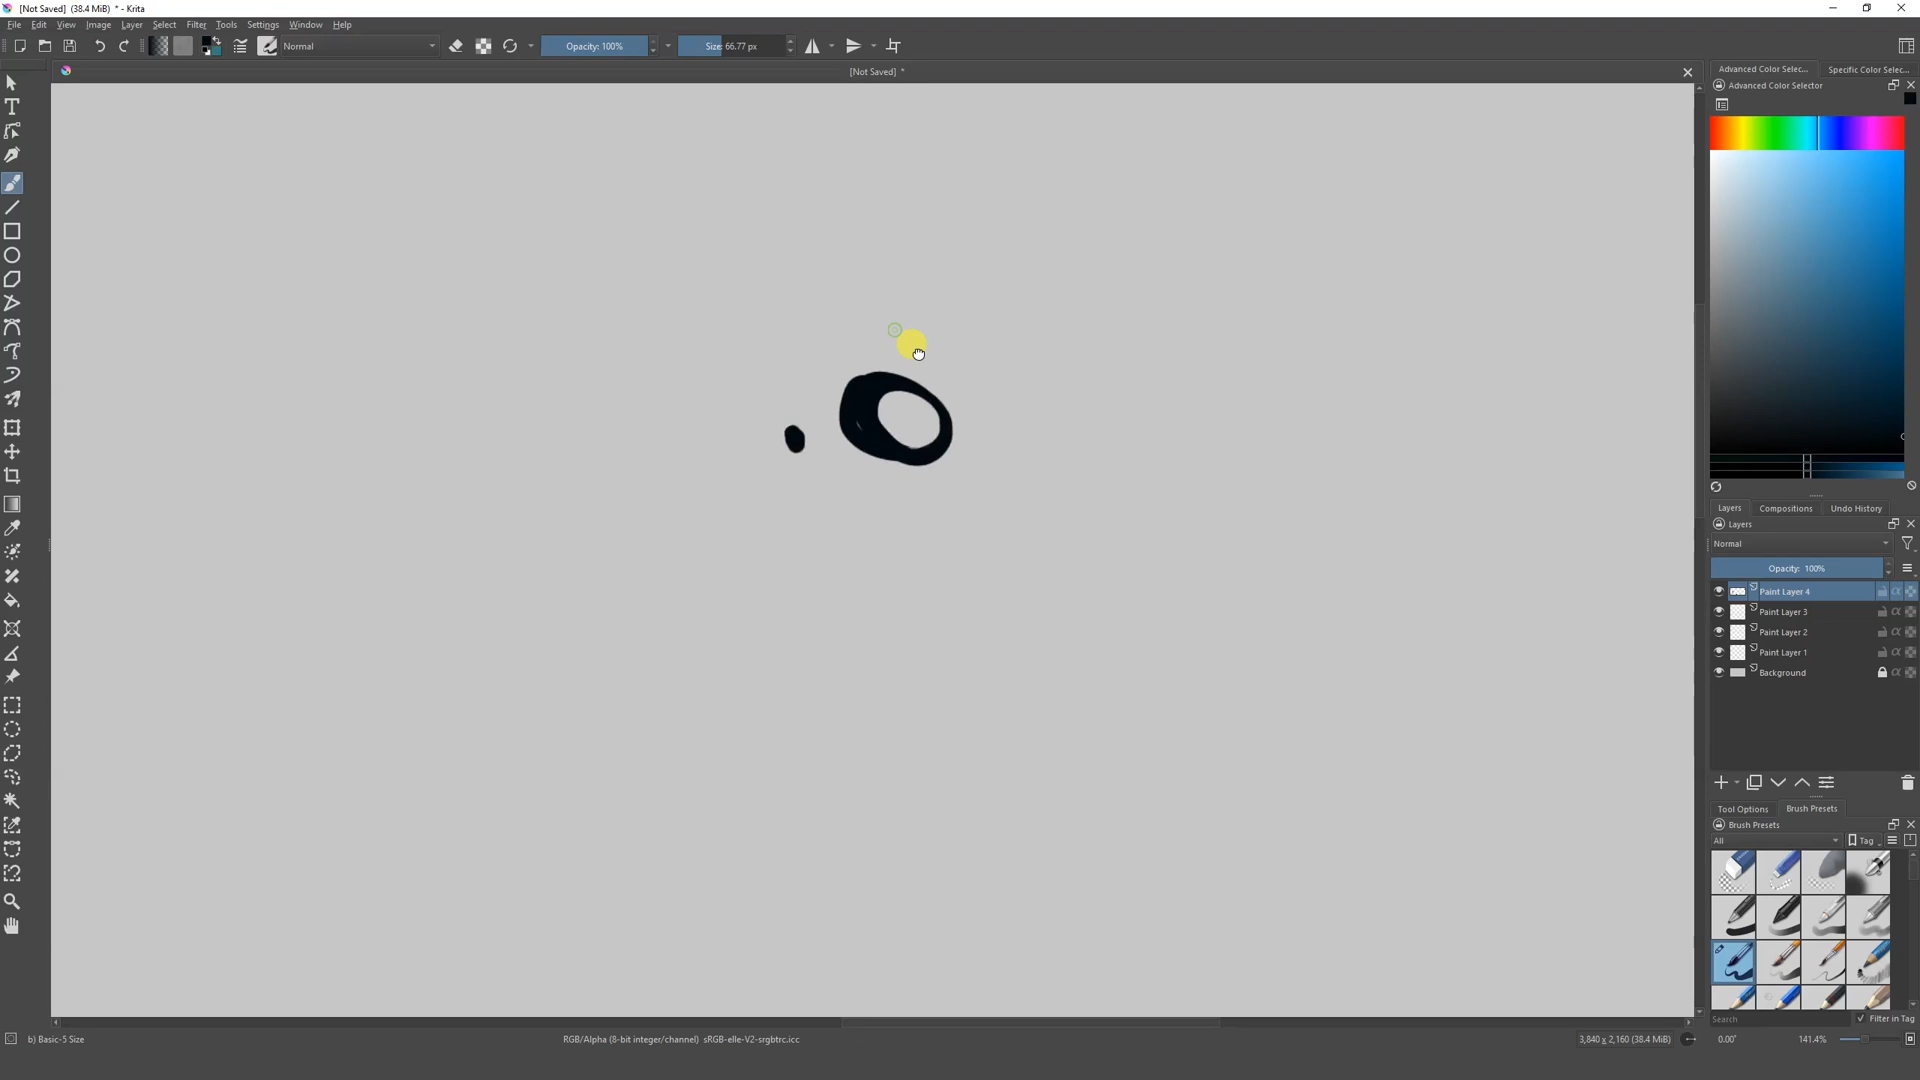 [Not Saved] (38.4 MiB) * - Krita
File Edit View Image Layer Select Filter Tools Settings Window Help
Normal Opacity: 100% Size: 66.77 px
[Not Saved] *
Advanced Color Selec... Specific Color Selec...
Advanced Color Selector
Layers Compositions Undo History
Layers
Normal
Opacity: 100%
Paint Layer 4
Paint Layer 3
Paint Layer 2
Paint Layer 1
Background
Tool Options Brush Presets
Brush Presets
All Tag
Search Filter in Tag
b) Basic-5 Size RGB/Alpha (8-bit integer/channel) sRGB-elle-V2-srgbtrc.icc 3,840 x 2,160 (38.4 MiB) 0.00° 141.4%